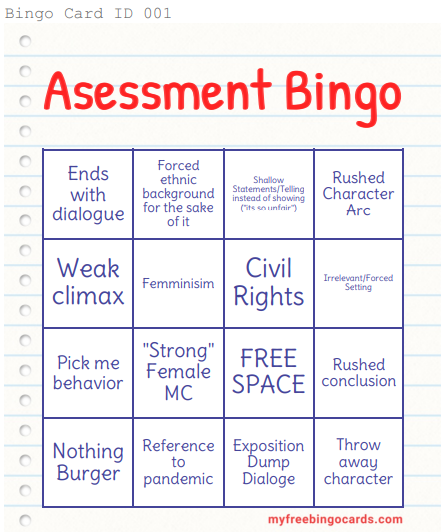 Bingo Card ID 001
Asessment Bingo
Ends
with
dialogue
Forced
ethnic
background
for the sake
of it
Shallow
Statements/Telling
instead of showing
("its so unfair")
Rushed
Character
Arc
Weak
climax
Femminisim
Civil
Rights
Irrelevant/Forced
Setting
Pick me
behavior
"Strong"
Female
MC
FREE
SPACE
Rushed
conclusion
Nothing
Burger
Reference
to
pandemic
Exposition
Dump
Dialoge
Throw
away
character
myfreebingocards.com